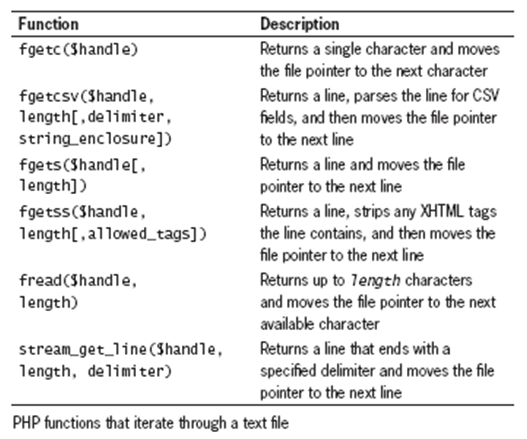 Function Description
fgetc($handle) Returns a single character and moves
the file pointer to the next character
fgetcsv($handle, Returns a line, parses the line for CSV
length[,delimiter, fields, and then moves the file pointer
string_enclosure]) to the next line
fgets($handle[, Returns a line and moves the file
length]) pointer to the next line
fgetss($handle, Returns a line, strips any XHTML tags
length[,allowed_tags]) the line contains, and then moves the
file pointer to the next line
fread($handle, Returns up to length characters
length) and moves the file pointer to the next
available character
stream_get_line($handle, Returns a line that ends with a
length, delimiter) specified delimiter and moves the file
pointer to the next line
PHP functions that iterate through a text file